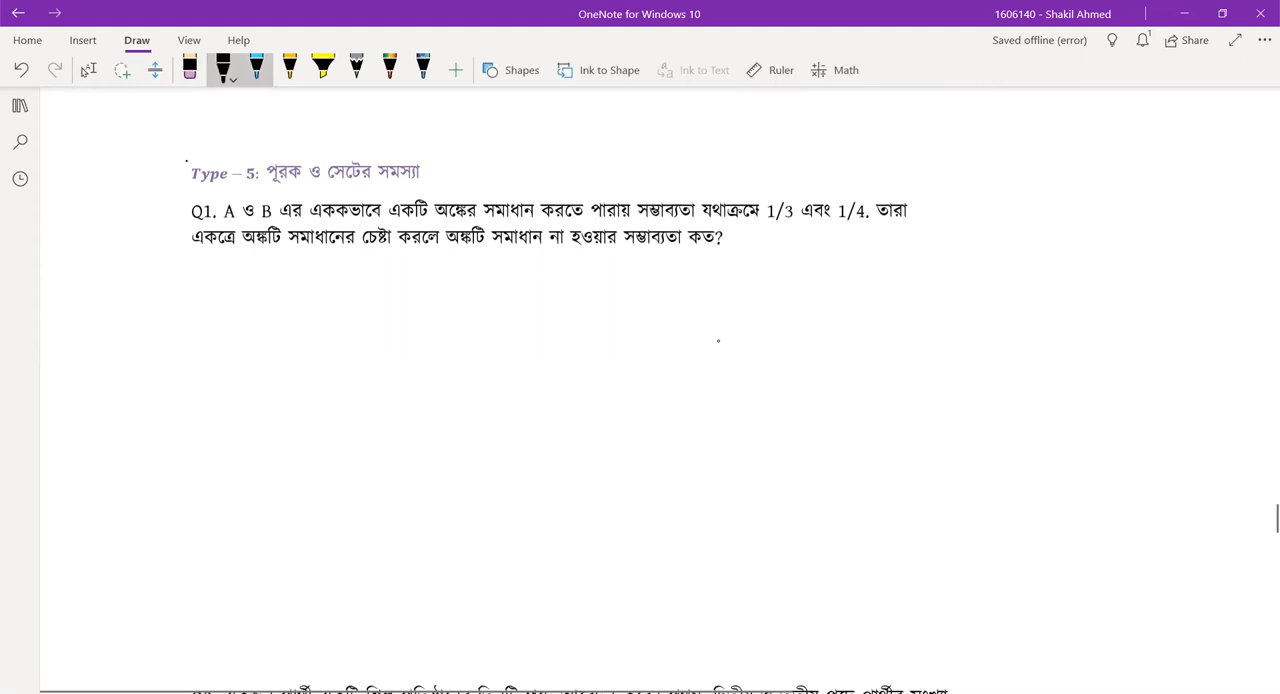 OneNote for Windows 10
1606140 - Shakil Ahmed
Home Insert Draw View Help
Saved offline (error)
1
Share
Shapes Ink to Shape Ink to Text Ruler Math
Type – 5: পূরক ও সেটের সমস্যা
Q1. A ও B এর এককভাবে একটি অঙ্কের সমাধান করতে পারায় সম্ভাব্যতা যথাক্রমে 1/3 এবং 1/4. তারা
একত্রে অঙ্কটি সমাধানের চেষ্টা করলে অঙ্কটি সমাধান না হওয়ার সম্ভাব্যতা কত?